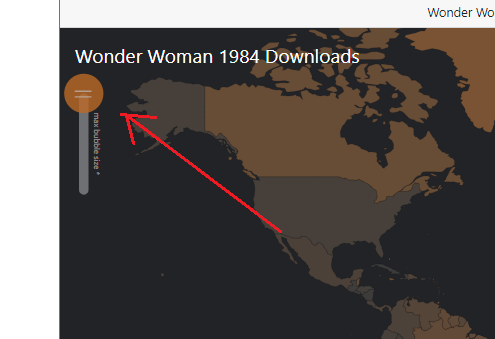 Wonder Wo
Wonder Woman 1984 Downloads
max bubble size *